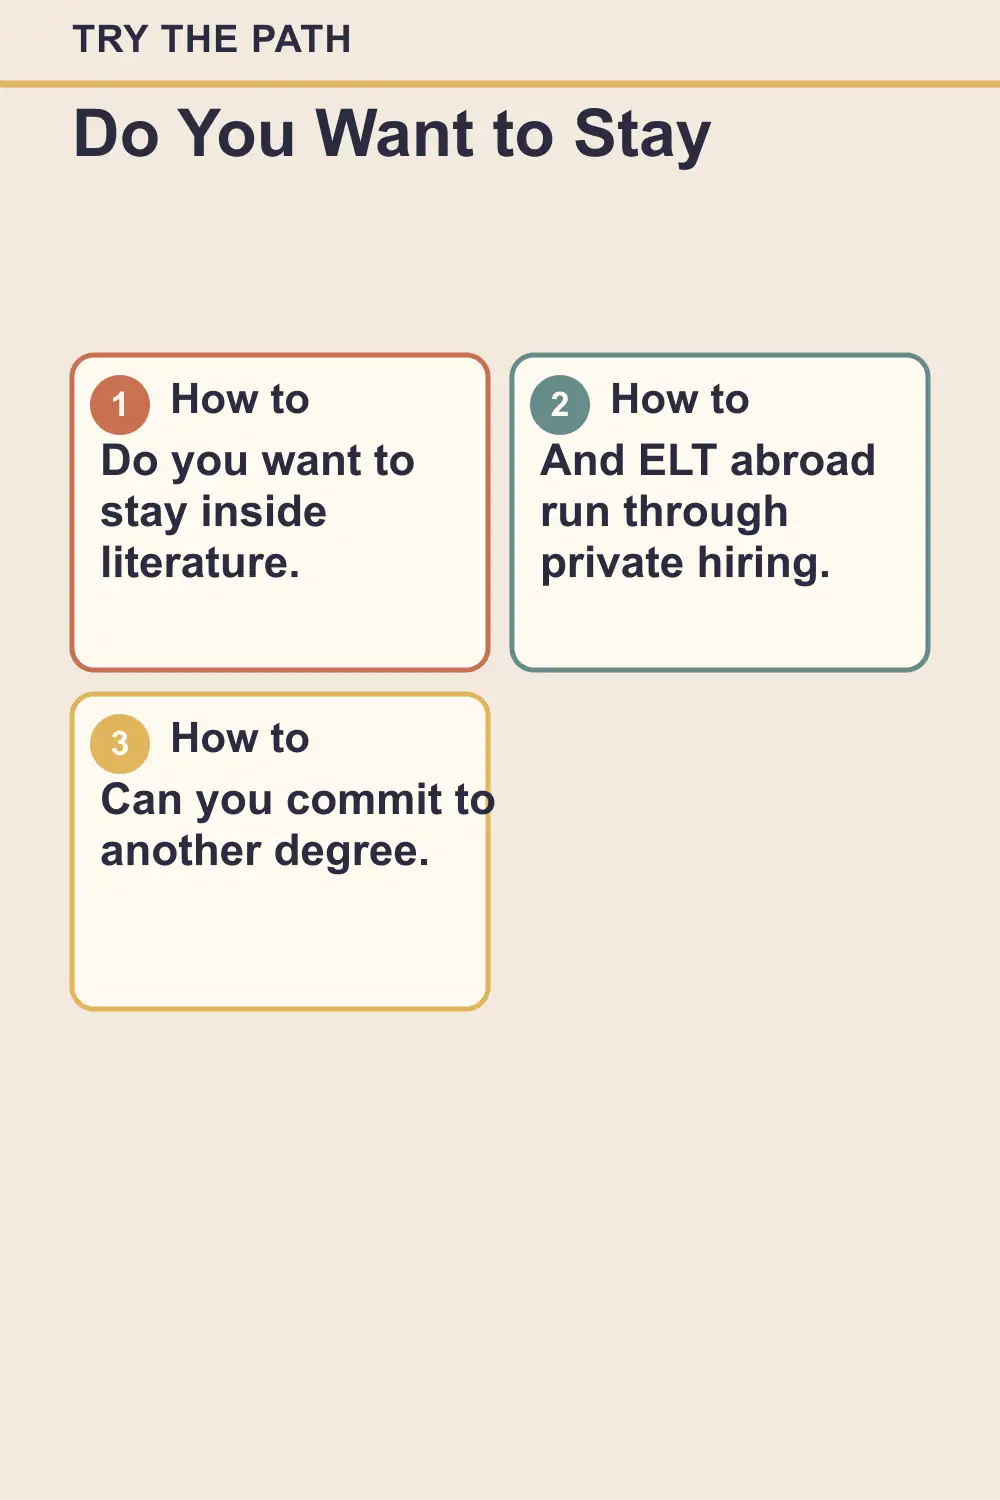 TRY THE PATH
Do You Want to Stay
1 How to
Do you want to
stay inside
literature.
2 How to
And ELT abroad
run through
private hiring.
3 How to
Can you commit to
another degree.